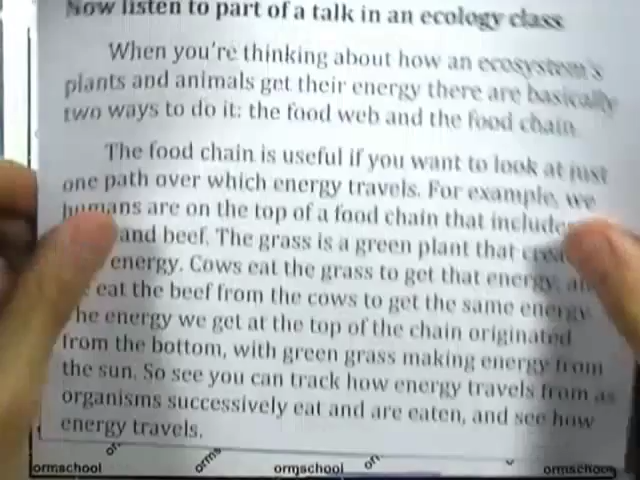 Now listen to part of a talk in an ecology class
When you're thinking about how an ecosystem's
plants and animals get their energy there are basically
two ways to do it: the food web and the food chain.
The food chain is useful if you want to look at just
one path over which energy travels. For example, we
humans are on the top of a food chain that include
and beef. The grass is a green plant that
energy. Cows eat the grass to get that energy,
eat the beef from the cows to get the same energy.
The energy we get at the top of the chain originated
from the bottom, with green grass making energy from
the sun. So see you can track how energy travels from as
organisms successively eat and are eaten, and see how
energy travels.
ormschool orms ormschool ormschool